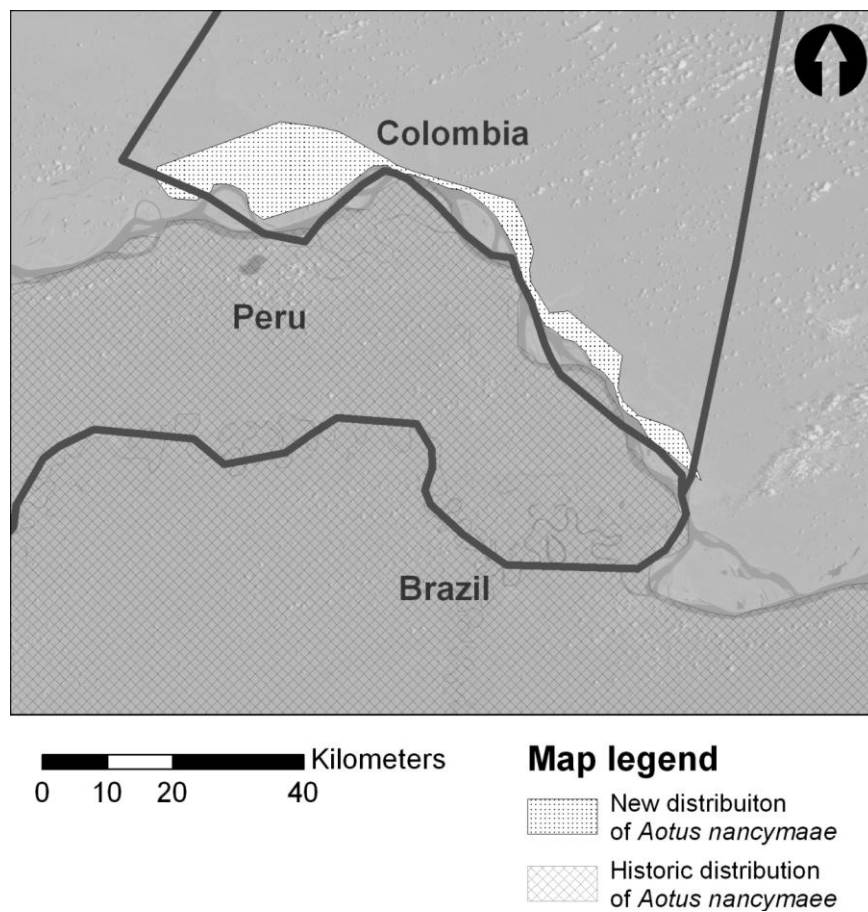 Colombia
Peru
Brazil
Kilometers
0 10 20 40
Map legend
New distribuiton
of Aotus nancymaae
Historic distribution
of Aotus nancymaee